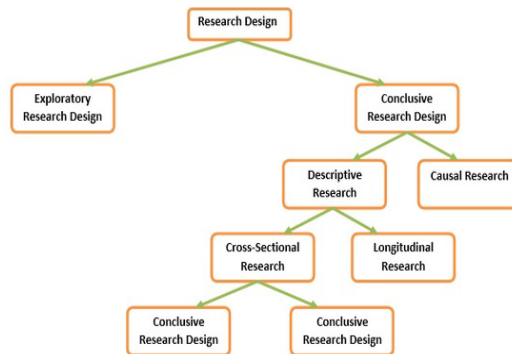 Research Design
Exploratory
Research Design
Conclusive
Research Design
Descriptive
Research
Causal Research
Cross-Sectional
Research
Longitudinal
Research
Conclusive
Research Design
Conclusive
Research Design